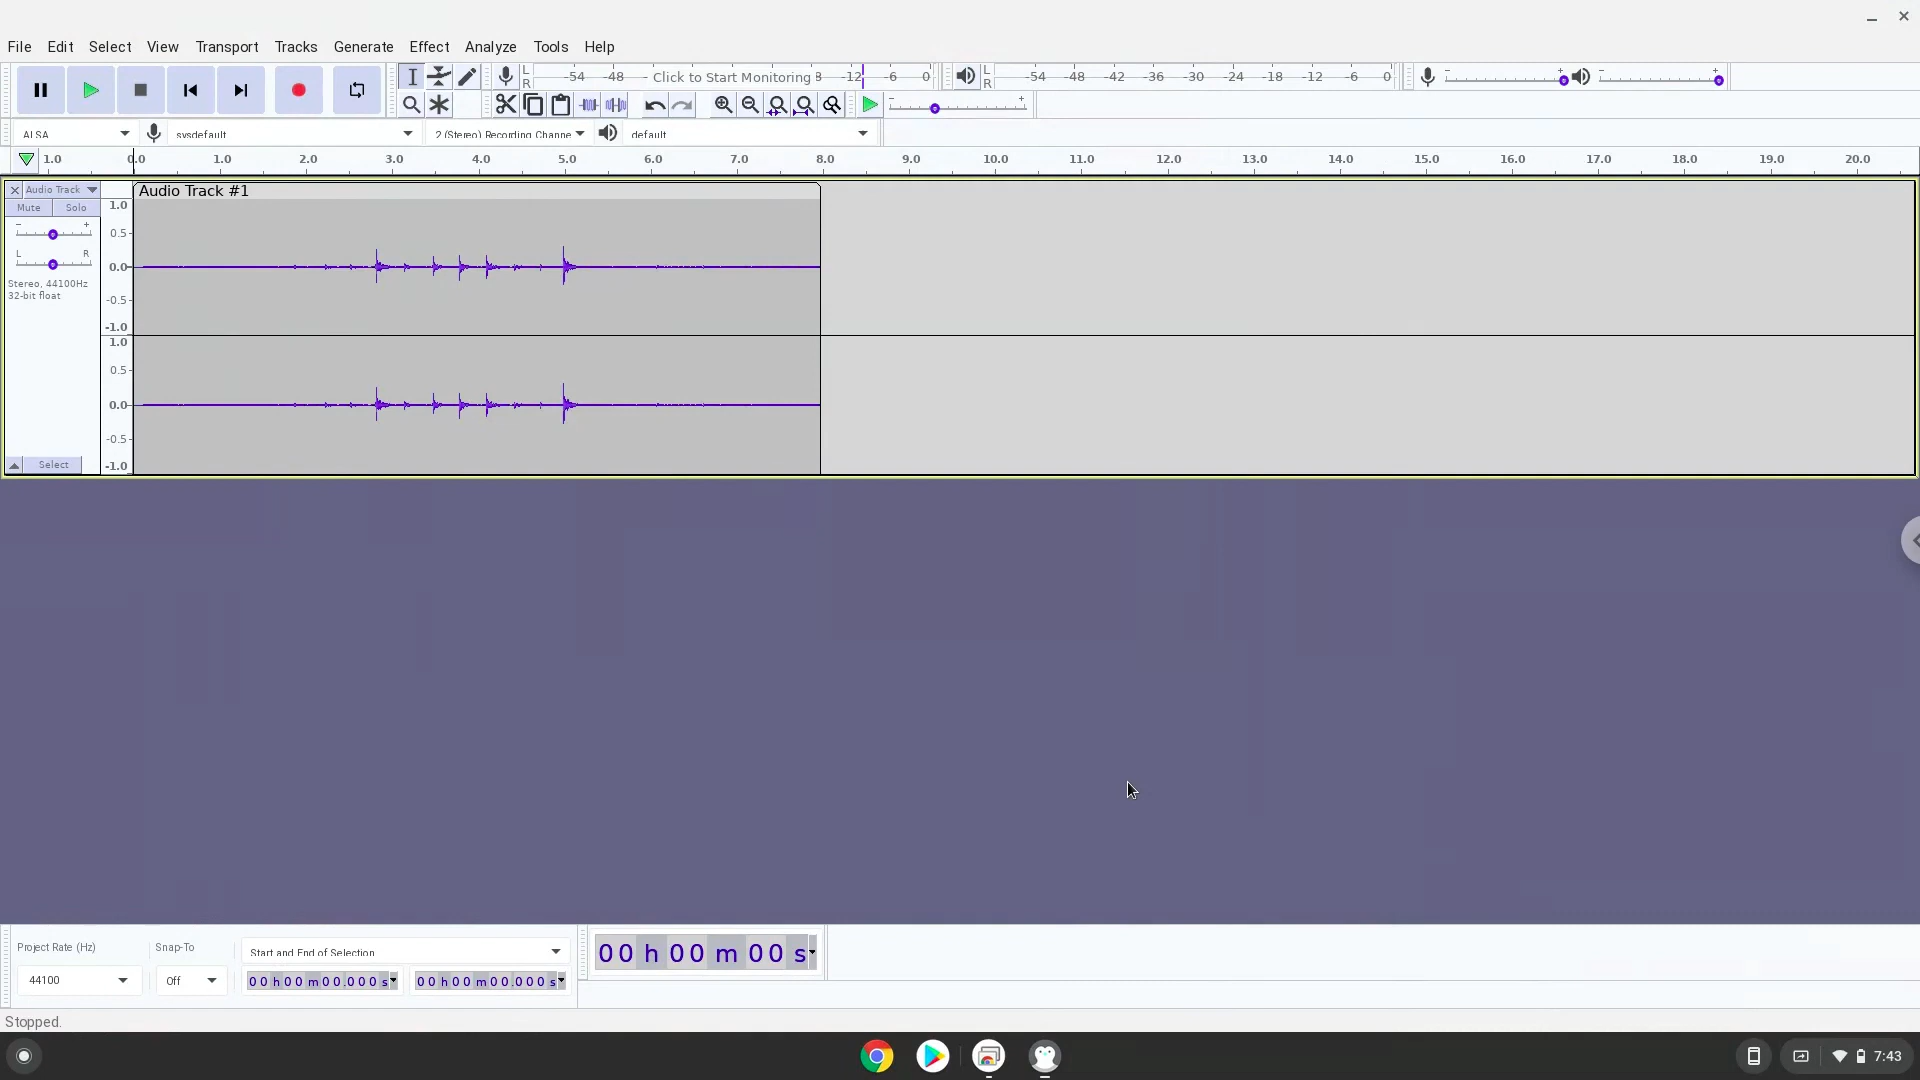 File Edit Select View Transport Tracks Generate Effect Analyze Tools Help
L R -54 -48 - Click to Start Monitoring 8 -12 -6 0 L R -54 -48 -42 -36 -30 -24 -18 -12 -6 0 - + - +
- +
ALSA sysdefault 2 (Stereo) Recording Channe default
1.0 0.0 1.0 2.0 3.0 4.0 5.0 6.0 7.0 8.0 9.0 10.0 11.0 12.0 13.0 14.0 15.0 16.0 17.0 18.0 19.0 20.0
Audio Track Audio Track #1
Mute Solo 1.0
- + 0.5
L R 0.0
Stereo, 44100Hz
32-bit float -0.5
-1.0
1.0
0.5
0.0
-0.5
Select -1.0
Project Rate (Hz) Snap-To Start and End of Selection 00 h 00 m 00 s
44100 Off 00 h 00 m 00.000 s 00 h 00 m 00.000 s
Stopped.
7:43